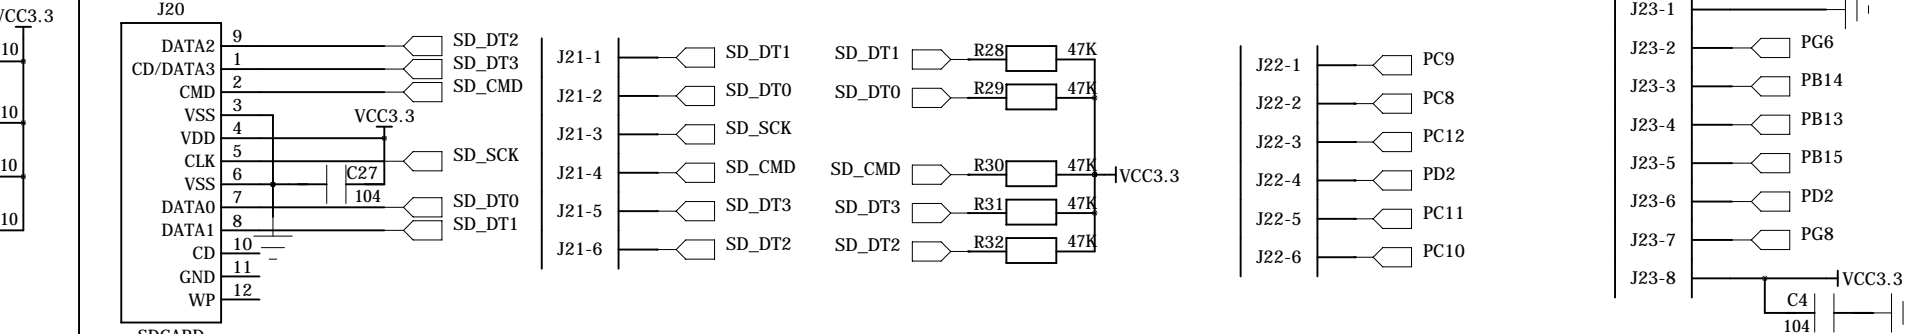 VCC3.3
10
10
10
10
J20
DATA2 9 SD_DT2
CD/DATA3 1 SD_DT3
CMD 2 SD_CMD
VSS 3
VDD 4 VCC3.3
CLK 5 SD_SCK
VSS 6 C27
104
DATA0 7 SD_DT0
DATA1 8 SD_DT1
CD 10
GND 11
WP 12
SDCARD
J21-1 SD_DT1
J21-2 SD_DT0
J21-3 SD_SCK
J21-4 SD_CMD
J21-5 SD_DT3
J21-6 SD_DT2
SD_DT1 R28 47K
SD_DT0 R29 47K
SD_CMD R30 47K
VCC3.3
SD_DT3 R31 47K
SD_DT2 R32 47K
J22-1 PC9
J22-2 PC8
J22-3 PC12
J22-4 PD2
J22-5 PC11
J22-6 PC10
J23-1
J23-2 PG6
J23-3 PB14
J23-4 PB13
J23-5 PB15
J23-6 PD2
J23-7 PG8
J23-8 VCC3.3
C4
104